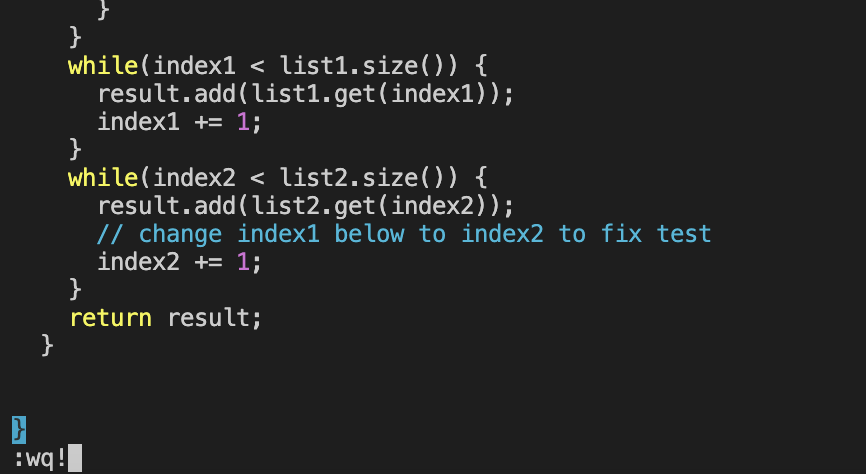 }
    }
    while(index1 < list1.size()) {
      result.add(list1.get(index1));
      index1 += 1;
    }
    while(index2 < list2.size()) {
      result.add(list2.get(index2));
      // change index1 below to index2 to fix test
      index2 += 1;
    }
    return result;
  }
}
:wq!